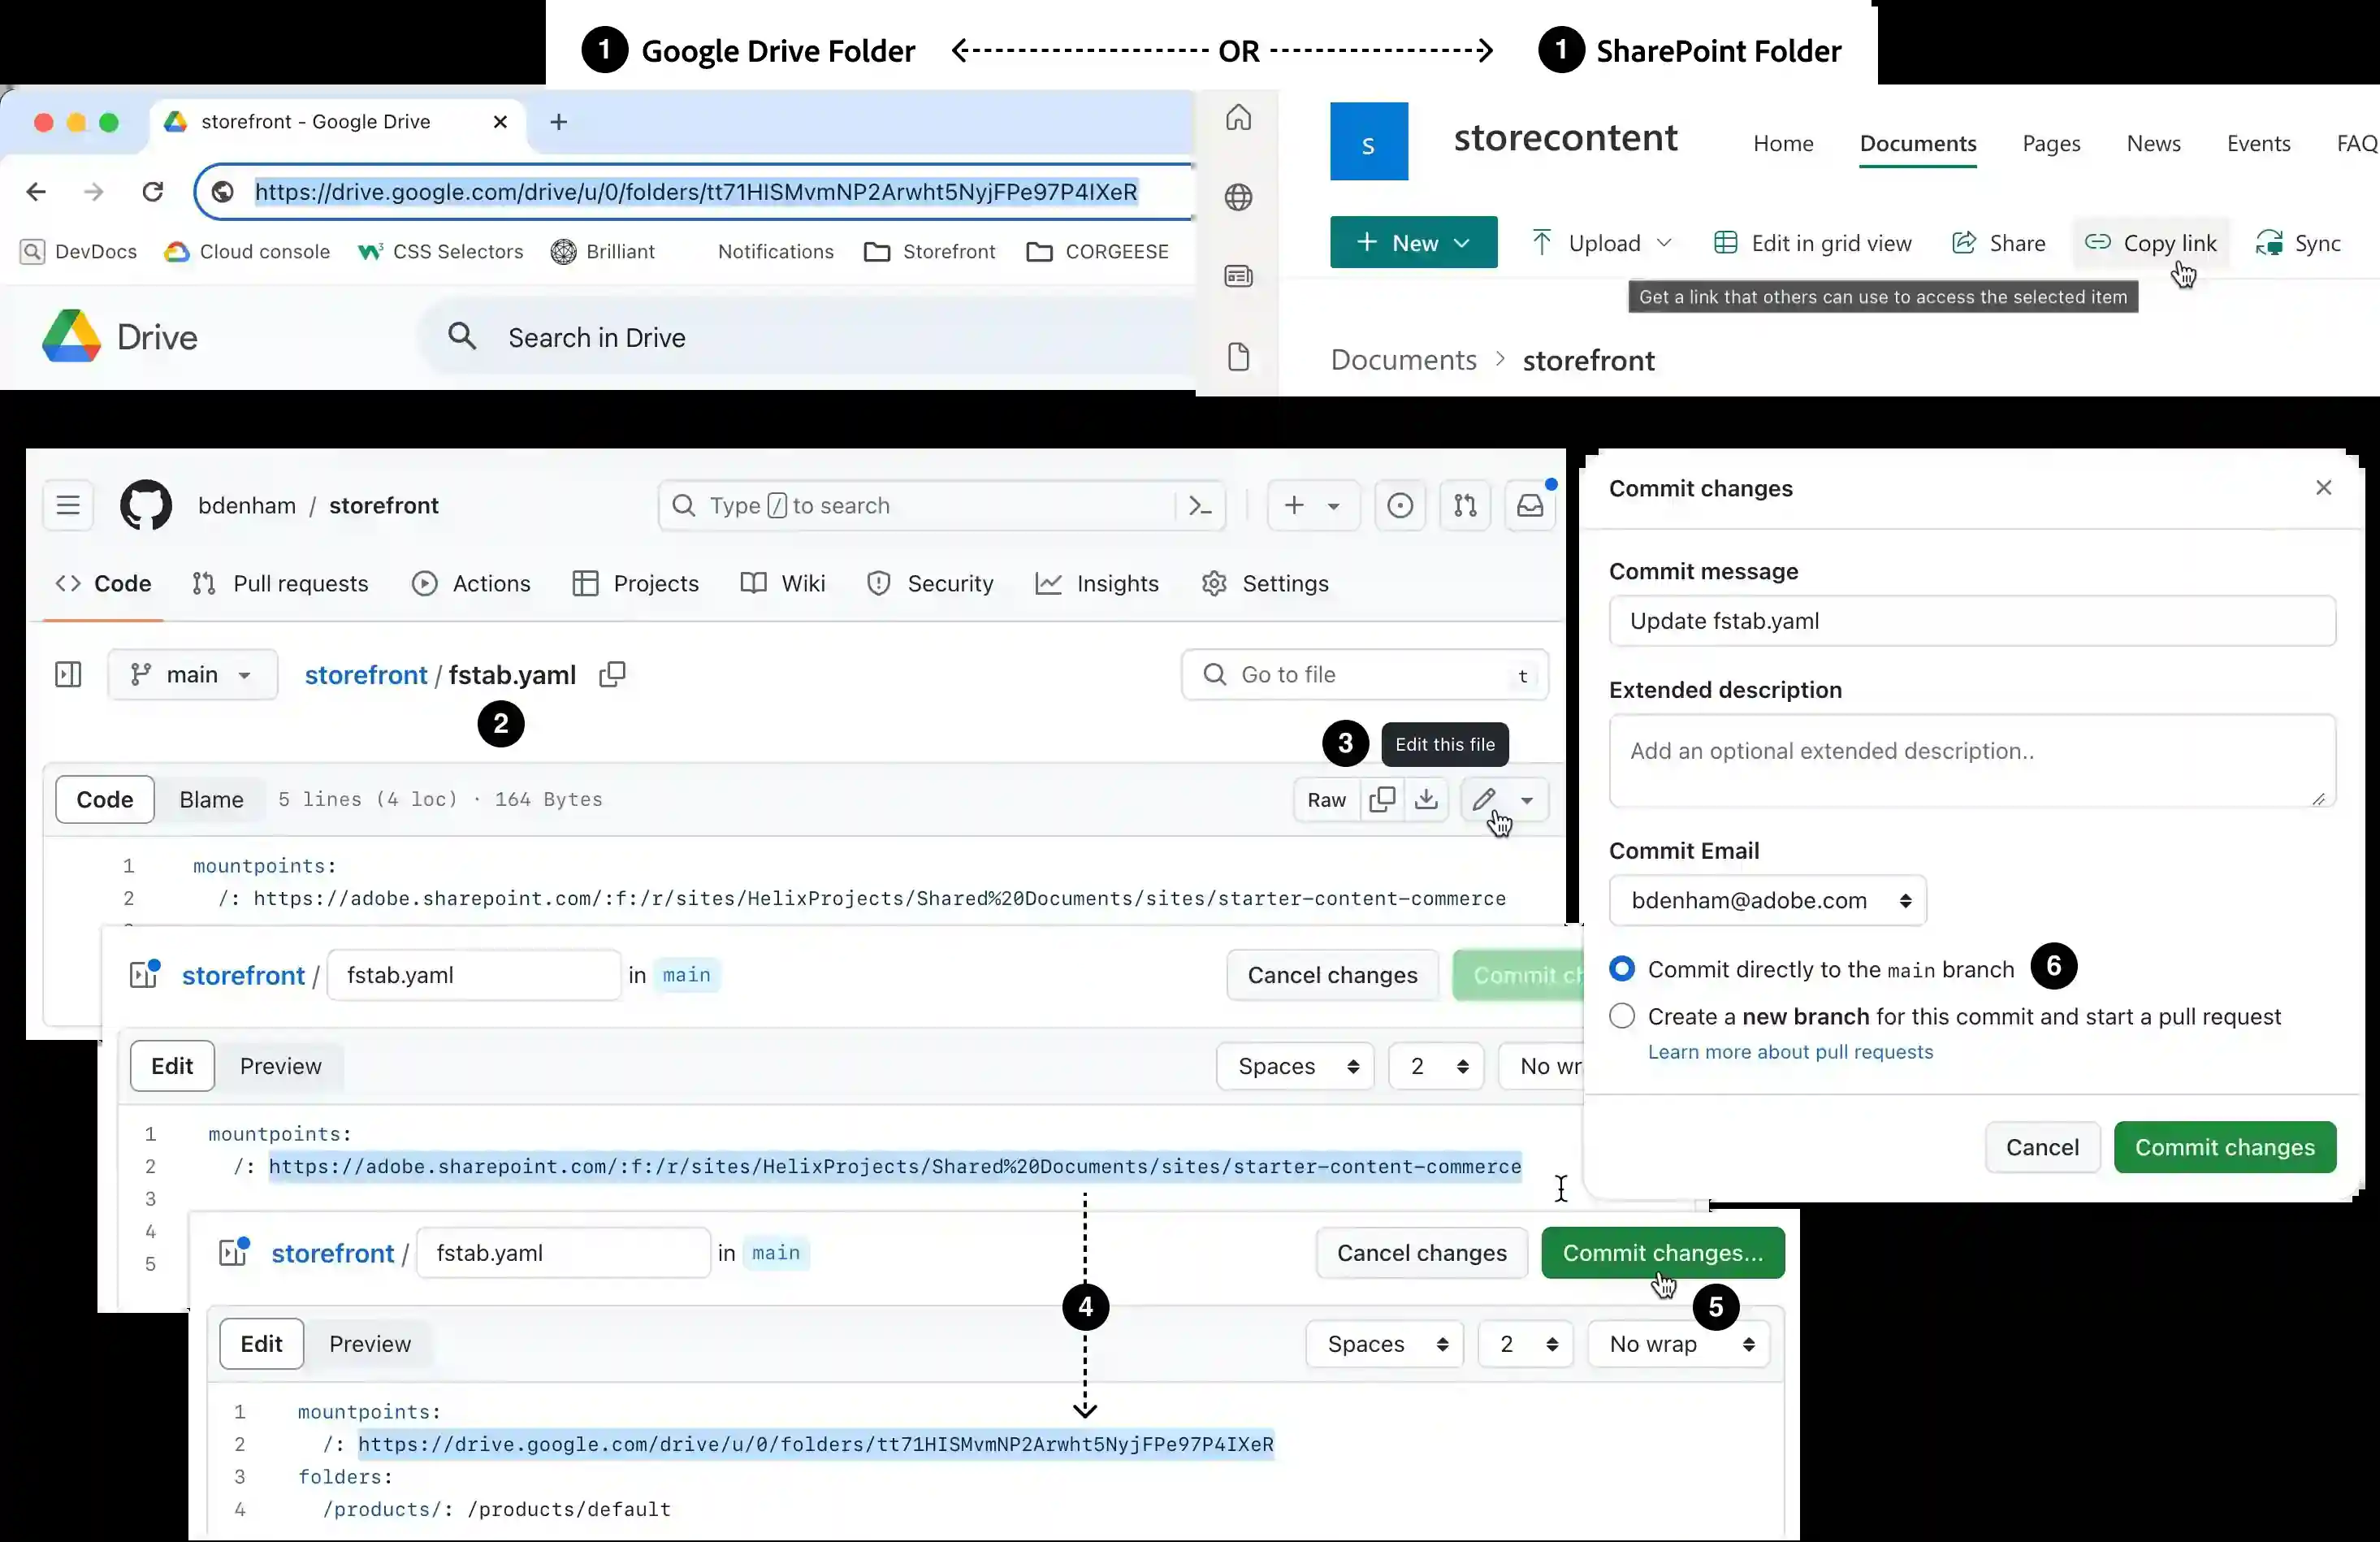 1 Google Drive Folder <------------------- OR -------------------> 1 SharePoint Folder
storefront - Google Drive
https://drive.google.com/drive/u/0/folders/tt71HISMvmNP2Arwht5NyjFPe97P4IXeR
DevDocs Cloud console CSS Selectors Brilliant Notifications Storefront CORGEESE
Drive Search in Drive
S storecontent Home Documents Pages News Events FAQ
+ New Upload Edit in grid view Share Copy link Sync
Get a link that others can use to access the selected item
Documents > storefront
bdenham / storefront Type / to search
Code Pull requests Actions Projects Wiki Security Insights Settings
main storefront / fstab.yaml Go to file t
2
3 Edit this file
Code Blame 5 lines (4 loc) · 164 Bytes Raw
1 mountpoints:
2 /: https://adobe.sharepoint.com/:f:/r/sites/HelixProjects/Shared%20Documents/sites/starter-content-commerce
storefront / fstab.yaml in main Cancel changes Commit ch
Edit Preview Spaces 2 No wr
1 mountpoints:
2 /: https://adobe.sharepoint.com/:f:/r/sites/HelixProjects/Shared%20Documents/sites/starter-content-commerce
3
4
5
storefront / fstab.yaml in main Cancel changes Commit changes...
4
5
Edit Preview Spaces 2 No wrap
1 mountpoints:
2 /: https://drive.google.com/drive/u/0/folders/tt71HISMvmNP2Arwht5NyjFPe97P4IXeR
3 folders:
4 /products/: /products/default
Commit changes
Commit message
Update fstab.yaml
Extended description
Add an optional extended description..
Commit Email
bdenham@adobe.com
Commit directly to the main branch 6
Create a new branch for this commit and start a pull request
Learn more about pull requests
Cancel Commit changes